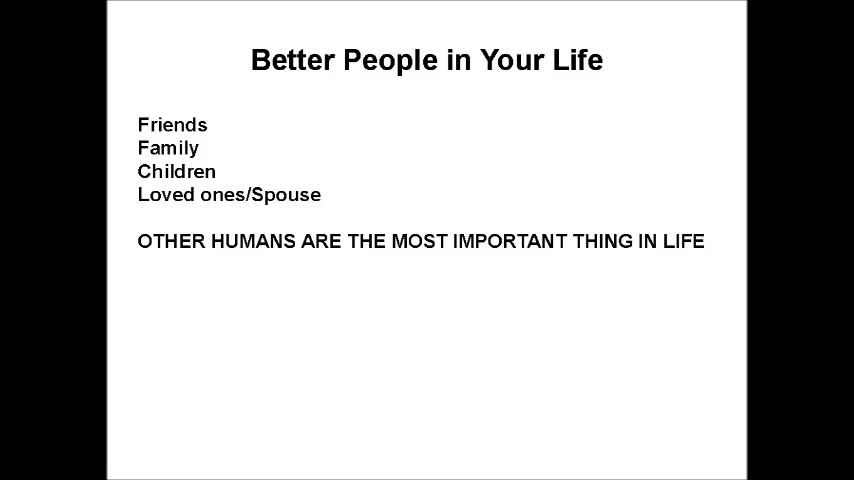 Better People in Your Life
Friends
Family
Children
Loved ones/Spouse
OTHER HUMANS ARE THE MOST IMPORTANT THING IN LIFE